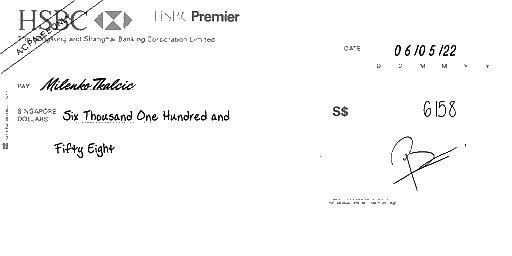 HSBC HSBC Premier
The Hongkong and Shanghai Banking Corporation Limited
A/C PAYEE ONLY
DATE 06/05/22
D D M M Y Y
PAY Milenko Tkalcic
SINGAPORE DOLLARS Six Thousand One Hundred and
Fifty Eight
S$ 6158